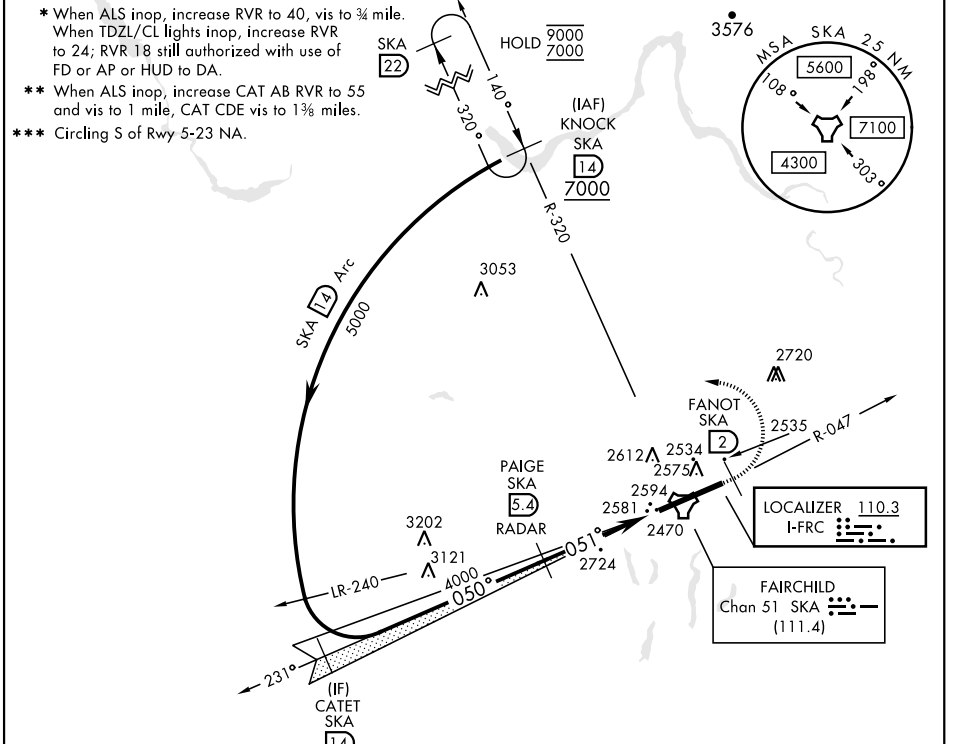 * When ALS inop, increase RVR to 40, vis to ¾ mile.
When TDZL/CL lights inop, increase RVR
to 24; RVR 18 still authorized with use of
FD or AP or HUD to DA.
** When ALS inop, increase CAT AB RVR to 55
and vis to 1 mile, CAT CDE vis to 1⅜ miles.
*** Circling S of Rwy 5-23 NA.
SKA
22
HOLD 9000
7000
140°
320°
(IAF)
KNOCK
SKA
14
7000
3576
MSA SKA 25 NM
5600
108°
198°
7100
4300
303°
R-320
SKA 14 Arc
5000
3053
2720
FANOT
SKA
2
2535
R-047
2612
2534
2575
PAIGE
SKA
5.4
RADAR
2594
2581
2470
LOCALIZER 110.3
I-FRC
3202
3121
051°
2724
LR-240
4000
050°
FAIRCHILD
Chan 51 SKA
(111.4)
231°
(IF)
CATET
SKA
14